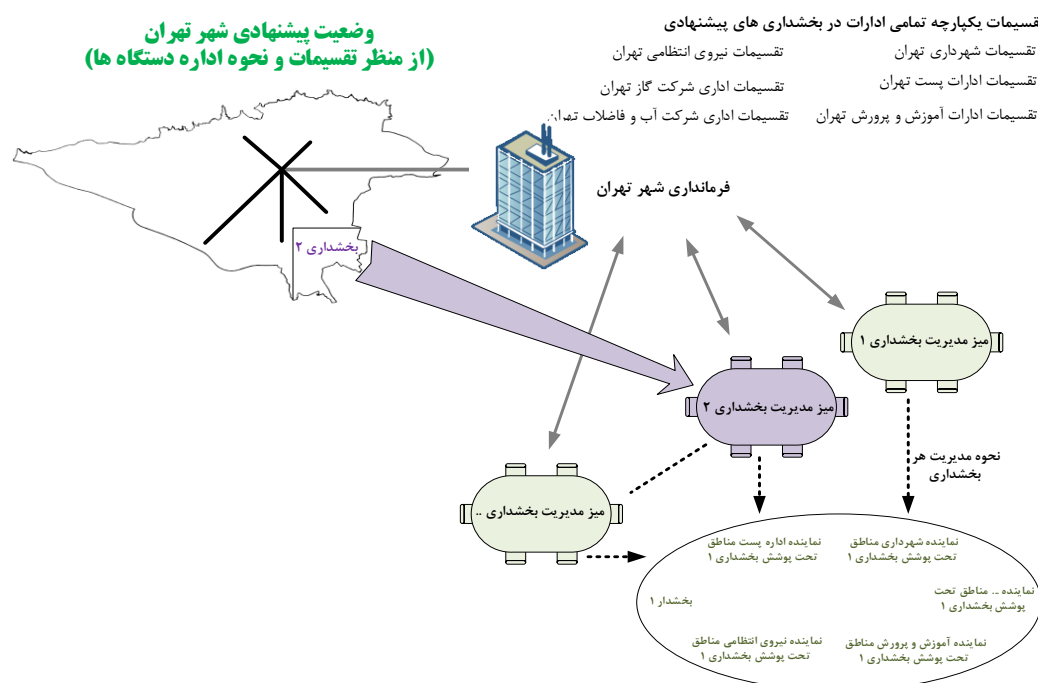 وضعیت پیشنهادی شهر تهران
(از منظر تقسیمات و نحوه اداره دستگاه ها)
قسیمات یکپارچه تمامی ادارات در بخشداری های پیشنهادی
تقسیمات شهرداری تهران
تقسیمات نیروی انتظامی تهران
تقسیمات ادارات پست تهران
تقسیمات اداری شرکت گاز تهران
تقسیمات ادارات آموزش و پرورش تهران
تقسیمات اداری شرکت آب و فاضلاب تهران
فرمانداری شهر تهران
بخشداری ۲
میز مدیریت بخشداری ۱
میز مدیریت بخشداری ۲
میز مدیریت بخشداری ..
نحوه مدیریت هر
بخشداری
نماینده شهرداری مناطق
تحت پوشش بخشداری ۱
نماینده اداره پست مناطق
تحت پوشش بخشداری ۱
نماینده .. مناطق تحت
پوشش بخشداری ۱
بخشدار ۱
نماینده آموزش و پرورش مناطق
تحت پوشش بخشداری ۱
نماینده نیروی انتظامی مناطق
تحت پوشش بخشداری ۱